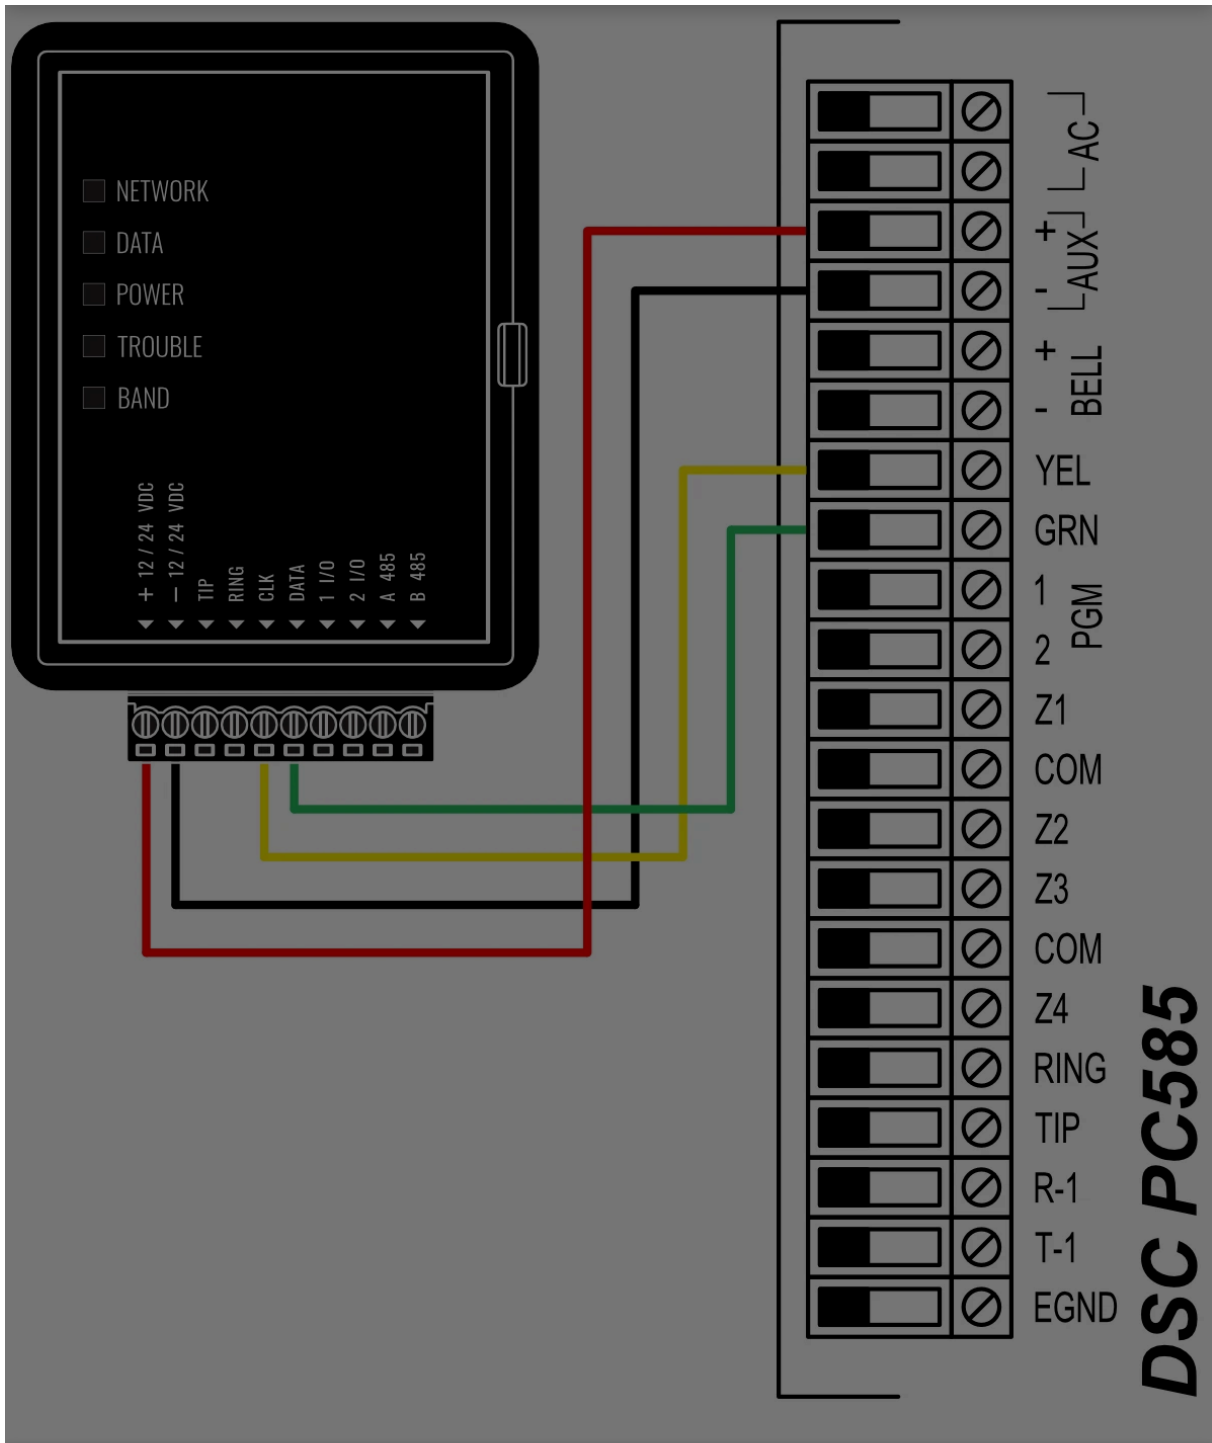 NETWORK
DATA
POWER
TROUBLE
BAND
+ 12 / 24 VDC
— 12 / 24 VDC
TIP
RING
CLK
DATA
1 I/O
2 I/O
A 485
B 485
AC
+
-
AUX
+
-
BELL
YEL
GRN
1
2
PGM
Z1
COM
Z2
Z3
COM
Z4
RING
TIP
R-1
T-1
EGND
DSC PC585